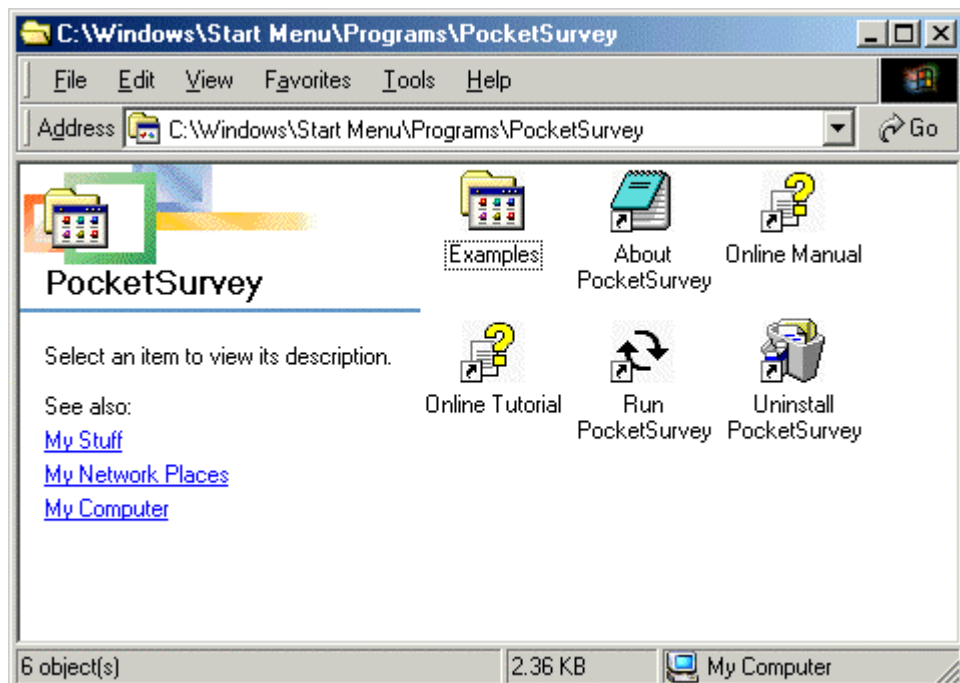 C:\Windows\Start Menu\Programs\PocketSurvey
File Edit View Favorites Tools Help
Address C:\Windows\Start Menu\Programs\PocketSurvey Go
PocketSurvey
Select an item to view its description.
See also:
My Stuff
My Network Places
My Computer
Examples
About
PocketSurvey
Online Manual
Online Tutorial
Run
PocketSurvey
Uninstall
PocketSurvey
6 object(s) 2.36 KB My Computer